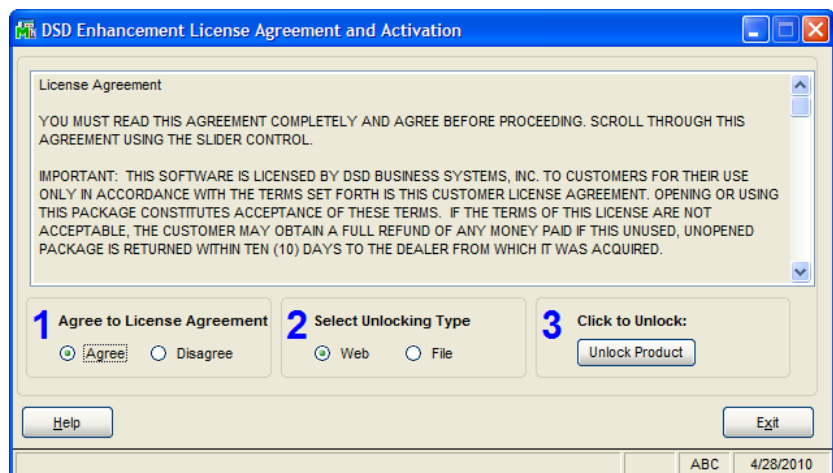 DSD Enhancement License Agreement and Activation
License Agreement
YOU MUST READ THIS AGREEMENT COMPLETELY AND AGREE BEFORE PROCEEDING. SCROLL THROUGH THIS
AGREEMENT USING THE SLIDER CONTROL.
IMPORTANT: THIS SOFTWARE IS LICENSED BY DSD BUSINESS SYSTEMS, INC. TO CUSTOMERS FOR THEIR USE
ONLY IN ACCORDANCE WITH THE TERMS SET FORTH IS THIS CUSTOMER LICENSE AGREEMENT. OPENING OR USING
THIS PACKAGE CONSTITUTES ACCEPTANCE OF THESE TERMS. IF THE TERMS OF THIS LICENSE ARE NOT
ACCEPTABLE, THE CUSTOMER MAY OBTAIN A FULL REFUND OF ANY MONEY PAID IF THIS UNUSED, UNOPENED
PACKAGE IS RETURNED WITHIN TEN (10) DAYS TO THE DEALER FROM WHICH IT WAS ACQUIRED.
1 Agree to License Agreement
Agree Disagree
2 Select Unlocking Type
Web File
3 Click to Unlock:
Unlock Product
Help
Exit
ABC 4/28/2010